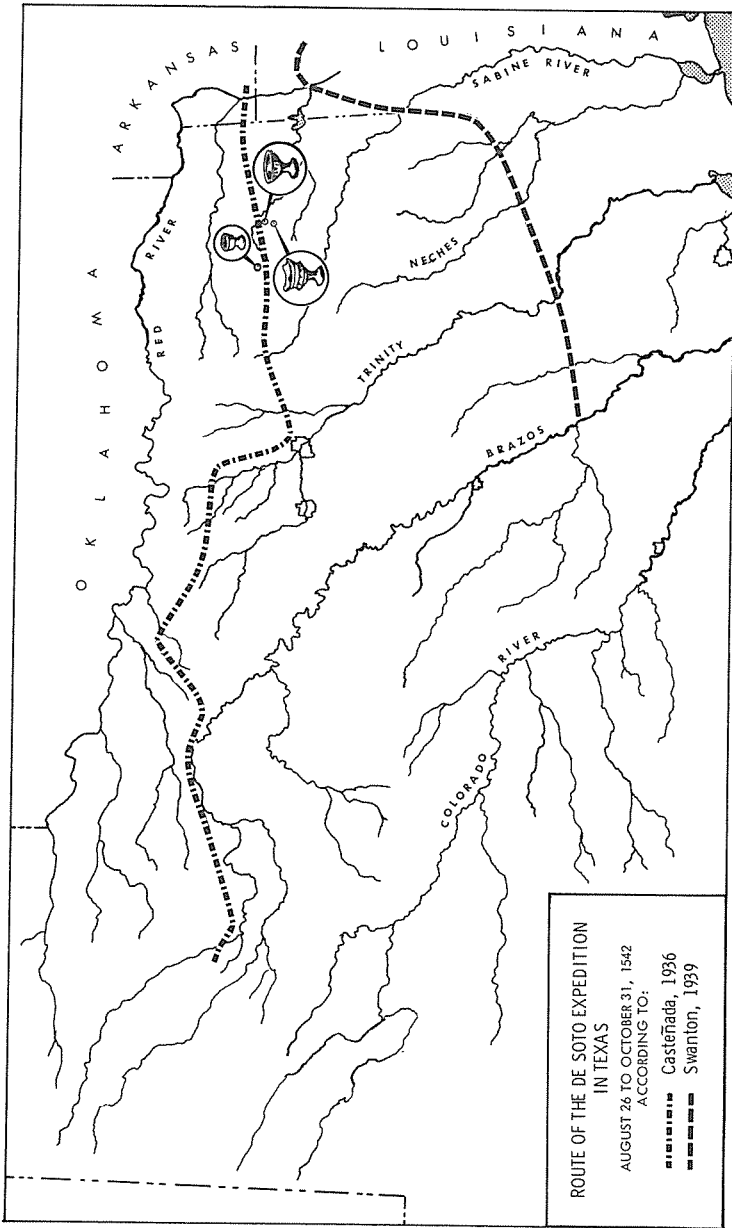 ARKANSAS
LOUISIANA
OKLAHOMA
RED RIVER
SABINE RIVER
NECHES
TRINITY
BRAZOS
COLORADO RIVER
ROUTE OF THE DE SOTO EXPEDITION
IN TEXAS
AUGUST 26 TO OCTOBER 31, 1542
ACCORDING TO:
Casteñada, 1936
Swanton, 1939